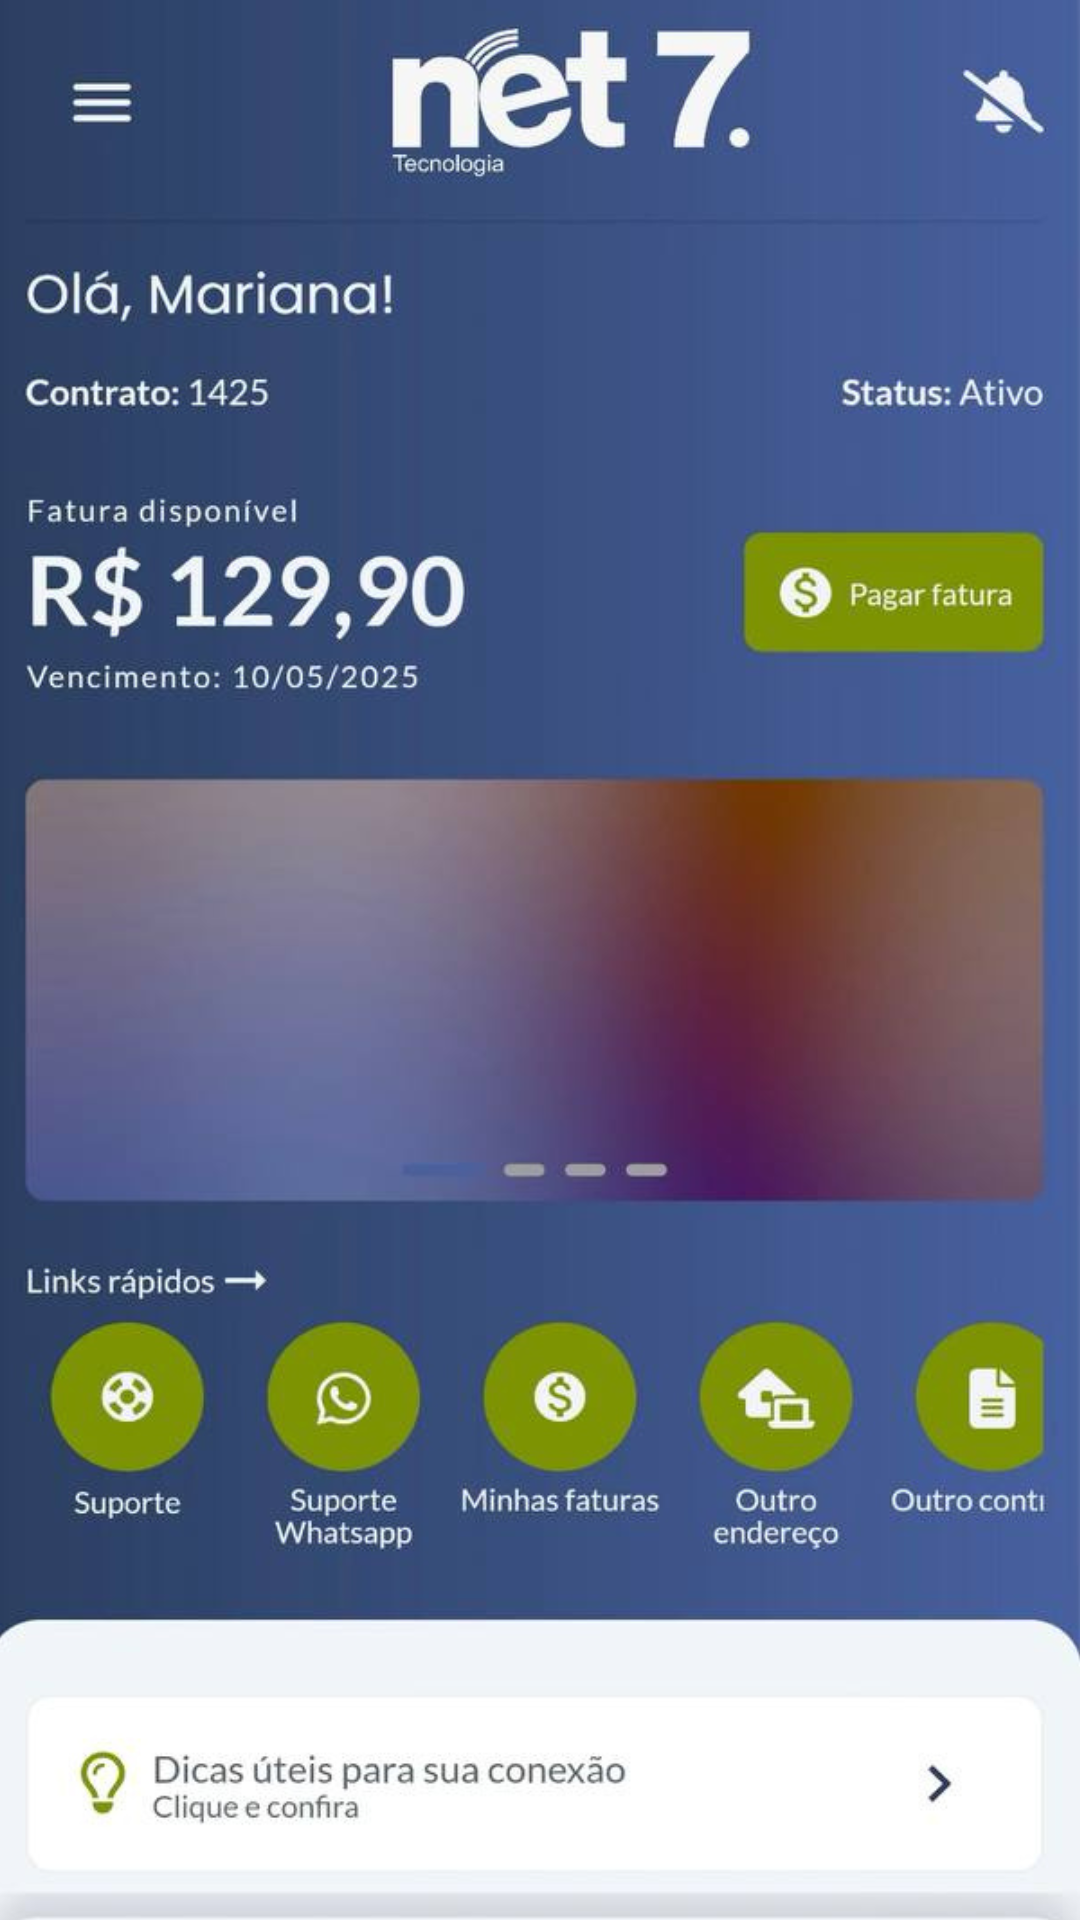 net 7.
Tecnologia
Olá, Mariana!
Contrato: 1425
Status: Ativo
Fatura disponível
R$ 129,90
Pagar fatura
Vencimento: 10/05/2025
Links rápidos
Suporte
Suporte
Whatsapp
Minhas faturas
Outro
endereço
Outro cont
Dicas úteis para sua conexão
Clique e confira